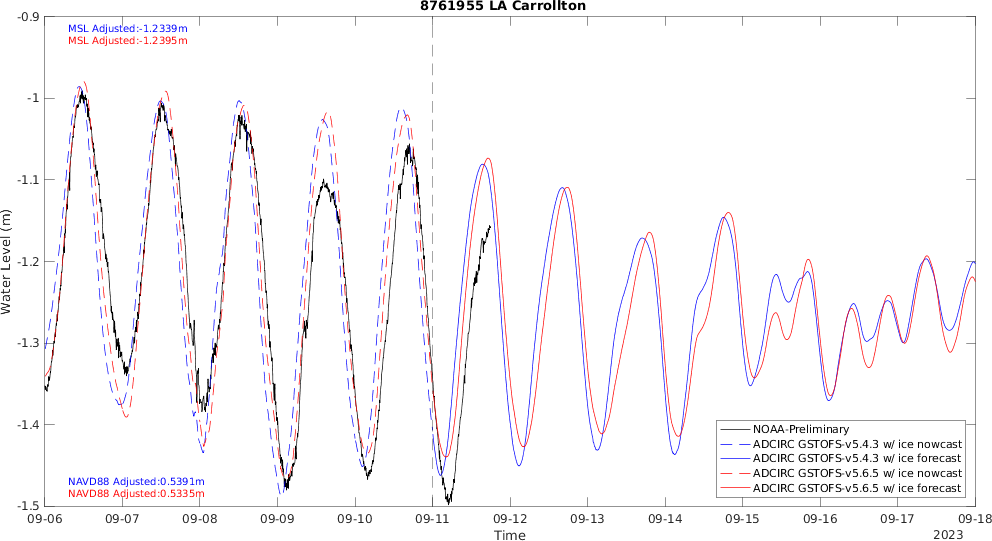 8761955 LA Carrollton
-0.9
MSL Adjusted:-1.2339m
MSL Adjusted:-1.2395m
-1
-1.1
-1.2
-1.3
-1.4
-1.5
Water Level (m)
NAVD88 Adjusted:0.5391m
NAVD88 Adjusted:0.5335m
NOAA-Preliminary
ADCIRC GSTOFS-v5.4.3 w/ ice nowcast
ADCIRC GSTOFS-v5.4.3 w/ ice forecast
ADCIRC GSTOFS-v5.6.5 w/ ice nowcast
ADCIRC GSTOFS-v5.6.5 w/ ice forecast
09-06 09-07 09-08 09-09 09-10 09-11 09-12 09-13 09-14 09-15 09-16 09-17 09-18
Time
2023